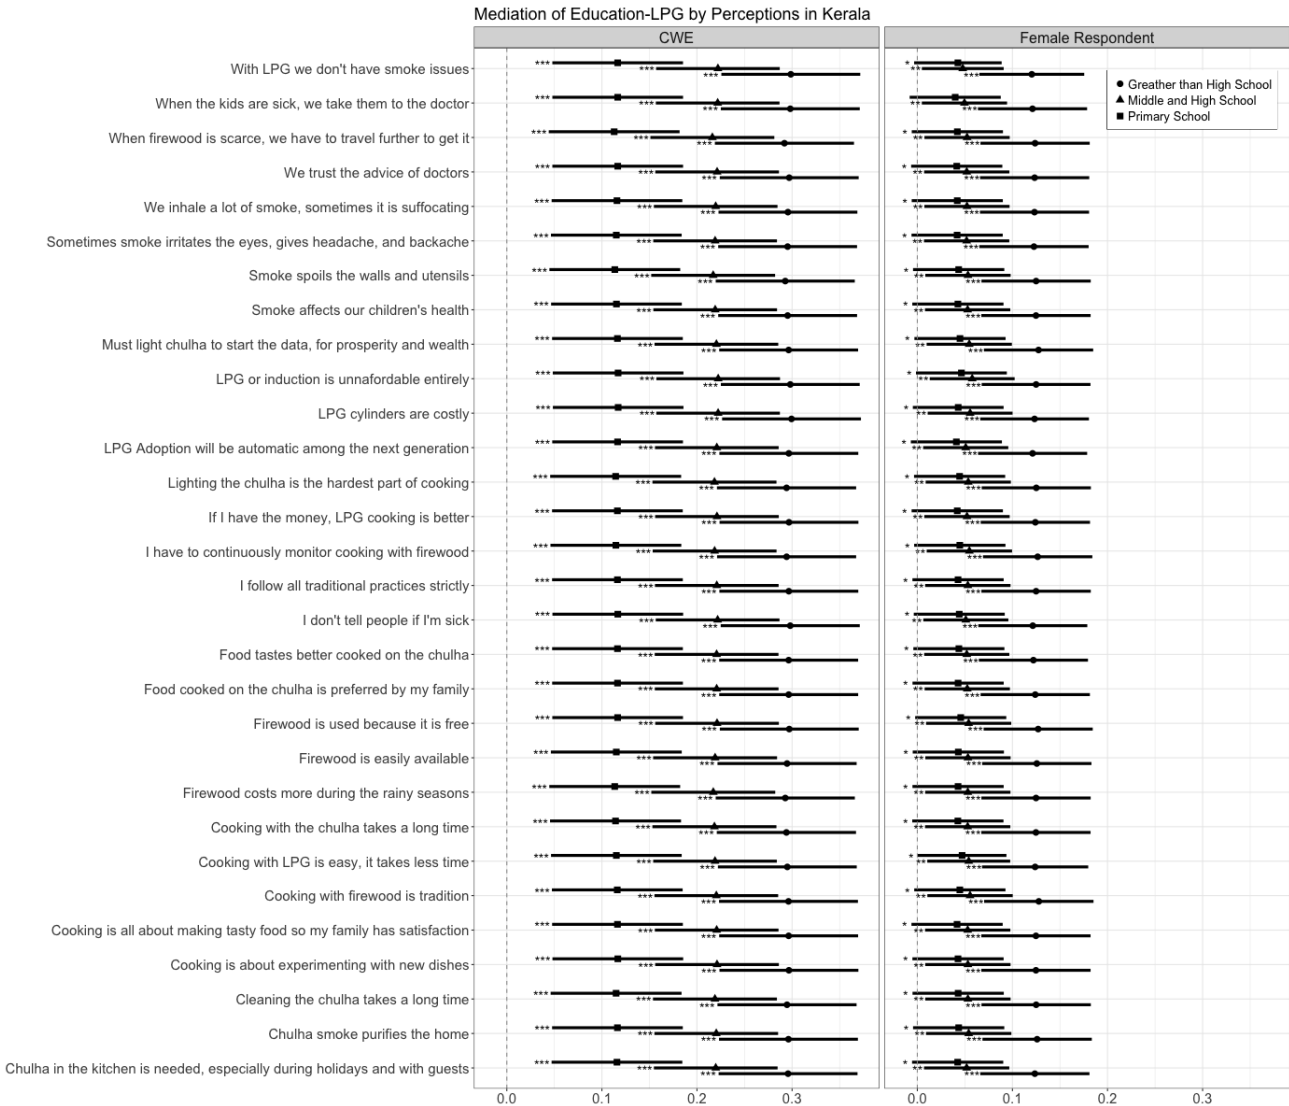 Mediation of Education-LPG by Perceptions in Kerala
CWE
Female Respondent
With LPG we don't have smoke issues
When the kids are sick, we take them to the doctor
When firewood is scarce, we have to travel further to get it
We trust the advice of doctors
We inhale a lot of smoke, sometimes it is suffocating
Sometimes smoke irritates the eyes, gives headache, and backache
Smoke spoils the walls and utensils
Smoke affects our children's health
Must light chulha to start the data, for prosperity and wealth
LPG or induction is unnafordable entirely
LPG cylinders are costly
LPG Adoption will be automatic among the next generation
Lighting the chulha is the hardest part of cooking
If I have the money, LPG cooking is better
I have to continuously monitor cooking with firewood
I follow all traditional practices strictly
I don't tell people if I'm sick
Food tastes better cooked on the chulha
Food cooked on the chulha is preferred by my family
Firewood is used because it is free
Firewood is easily available
Firewood costs more during the rainy seasons
Cooking with the chulha takes a long time
Cooking with LPG is easy, it takes less time
Cooking with firewood is tradition
Cooking is all about making tasty food so my family has satisfaction
Cooking is about experimenting with new dishes
Cleaning the chulha takes a long time
Chulha smoke purifies the home
Chulha in the kitchen is needed, especially during holidays and with guests
Greather than High School
Middle and High School
Primary School
0.0 0.1 0.2 0.3
0.0 0.1 0.2 0.3